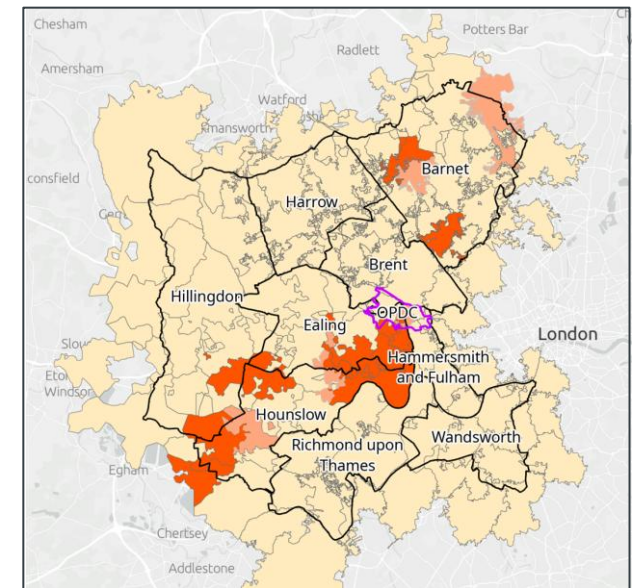 Chesham
Potters Bar
Radlett
Amersham
Watford
Barnet
Harrow
Brent
Hillingdon
OPDC
Ealing
London
Hammersmith
and Fulham
Windsor
Hounslow
Wandsworth
Richmond upon
Thames
Egham
Chertsey
Addlestone